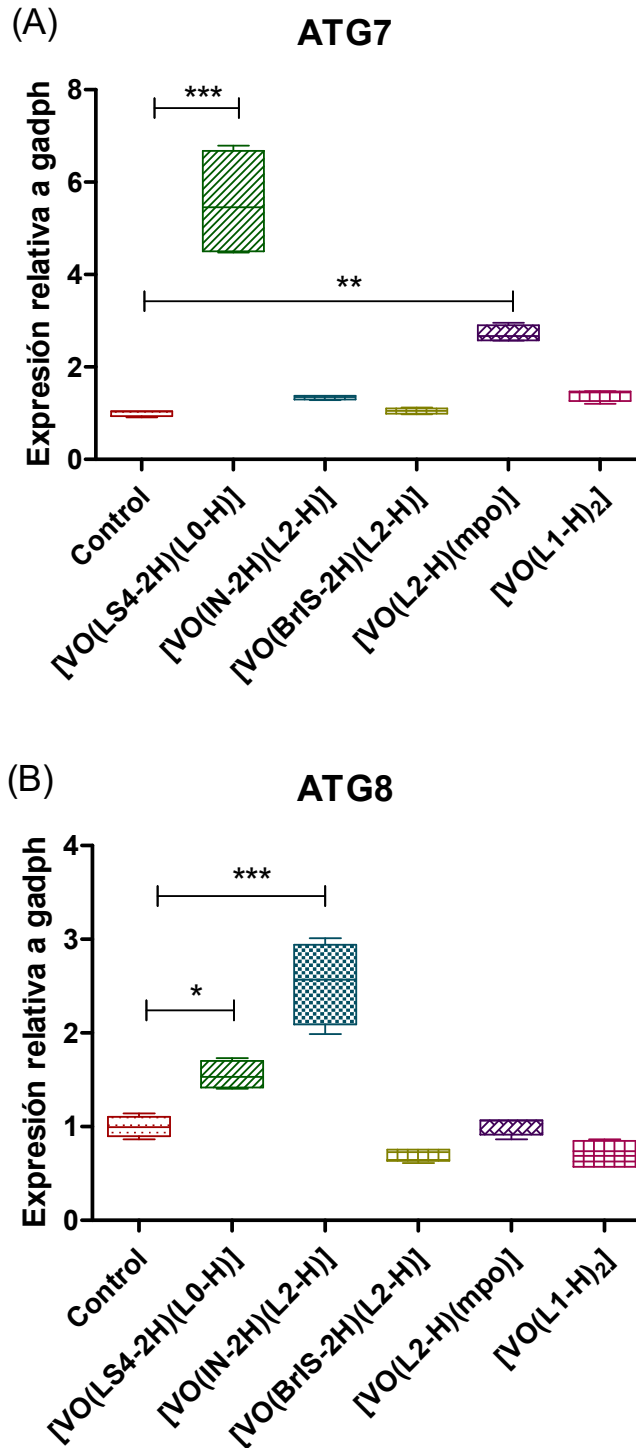 (A)
ATG7
Expresión relativa a gadph
8
6
4
2
0
***
**
Control
[VO(LS4-2H)(L0-H)]
[VO(IN-2H)(L2-H)]
[VO(BrIS-2H)(L2-H)]
[VO(L2-H)(mpo)]
[VO(L1-H)2]
(B)
ATG8
Expresión relativa a gadph
4
3
2
1
0
***
*
Control
[VO(LS4-2H)(L0-H)]
[VO(IN-2H)(L2-H)]
[VO(BrIS-2H)(L2-H)]
[VO(L2-H)(mpo)]
[VO(L1-H)2]